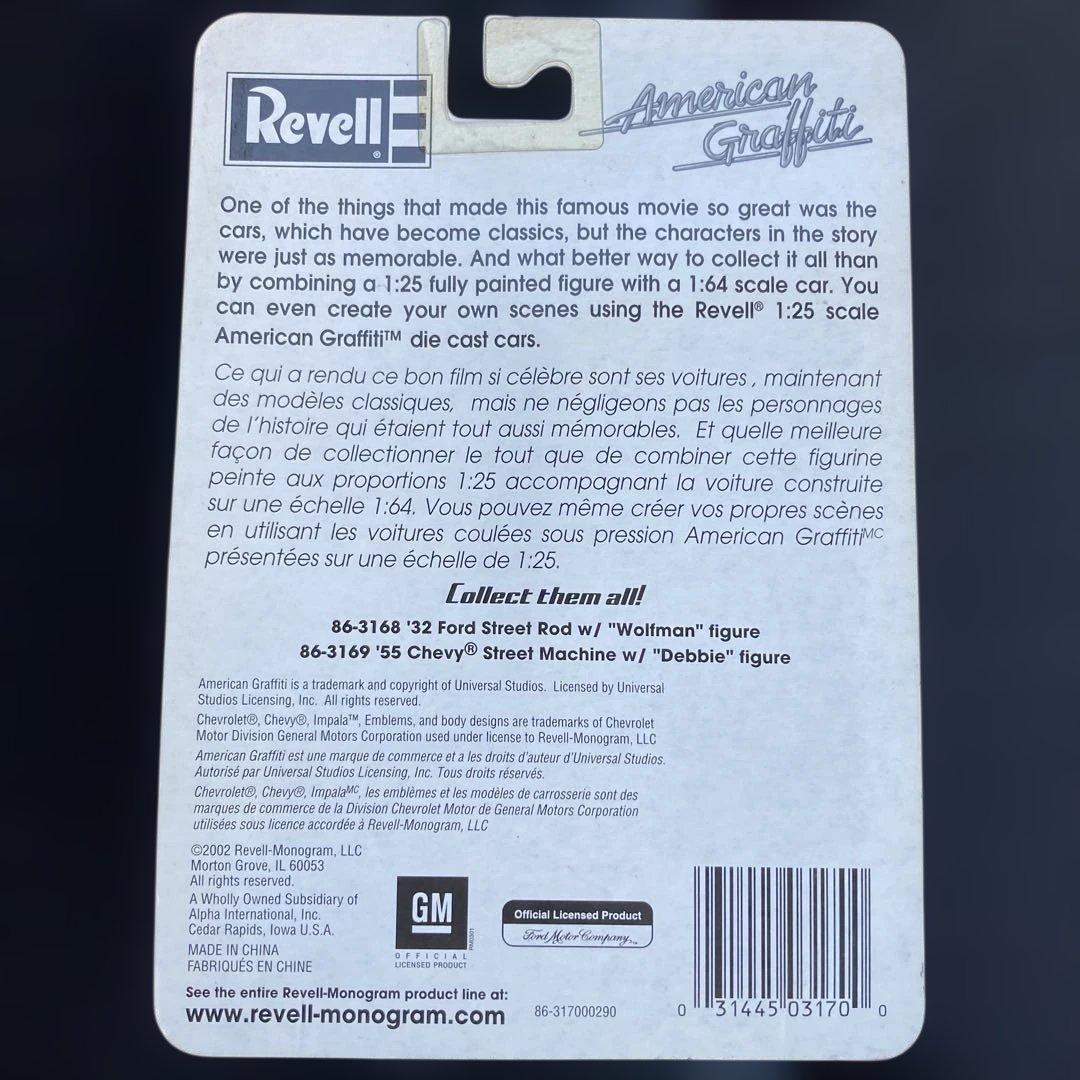 Revell®
American
Graffiti
One of the things that made this famous movie so great was the
cars, which have become classics, but the characters in the story
were just as memorable. And what better way to collect it all than
by combining a 1:25 fully painted figure with a 1:64 scale car. You
can even create your own scenes using the Revell® 1:25 scale
American Graffiti™ die cast cars.
Ce qui a rendu ce bon film si célèbre sont ses voitures , maintenant
des modèles classiques, mais ne négligeons pas les personnages
de l'histoire qui étaient tout aussi mémorables. Et quelle meilleure
façon de collectionner le tout que de combiner cette figurine
peinte aux proportions 1:25 accompagnant la voiture construite
sur une échelle 1:64. Vous pouvez même créer vos propres scènes
en utilisant les voitures coulées sous pression American GraffitiMC
présentées sur une échelle de 1:25.
Collect them all!
86-3168 '32 Ford Street Rod w/ "Wolfman" figure
86-3169 '55 Chevy® Street Machine w/ "Debbie" figure
American Graffiti is a trademark and copyright of Universal Studios. Licensed by Universal
Studios Licensing, Inc. All rights reserved.
Chevrolet®, Chevy®, Impala™, Emblems, and body designs are trademarks of Chevrolet
Motor Division General Motors Corporation used under license to Revell-Monogram, LLC
American Graffiti est une marque de commerce et a les droits d'auteur d'Universal Studios.
Autorisé par Universal Studios Licensing, Inc. Tous droits réservés.
Chevrolet®, Chevy®, ImpalaMC, les emblèmes et les modèles de carrosserie sont des
marques de commerce de la Division Chevrolet Motor de General Motors Corporation
utilisées sous licence accordée à Revell-Monogram, LLC
©2002 Revell-Monogram, LLC
Morton Grove, IL 60053
All rights reserved.
A Wholly Owned Subsidiary of
Alpha International, Inc.
Cedar Rapids, Iowa U.S.A.
MADE IN CHINA
FABRIQUÉS EN CHINE
GM
RM0301
OFFICIAL
LICENSED PRODUCT
Official Licensed Product
Ford Motor Company
See the entire Revell-Monogram product line at:
www.revell-monogram.com
86-317000290
0 31445 03170 0